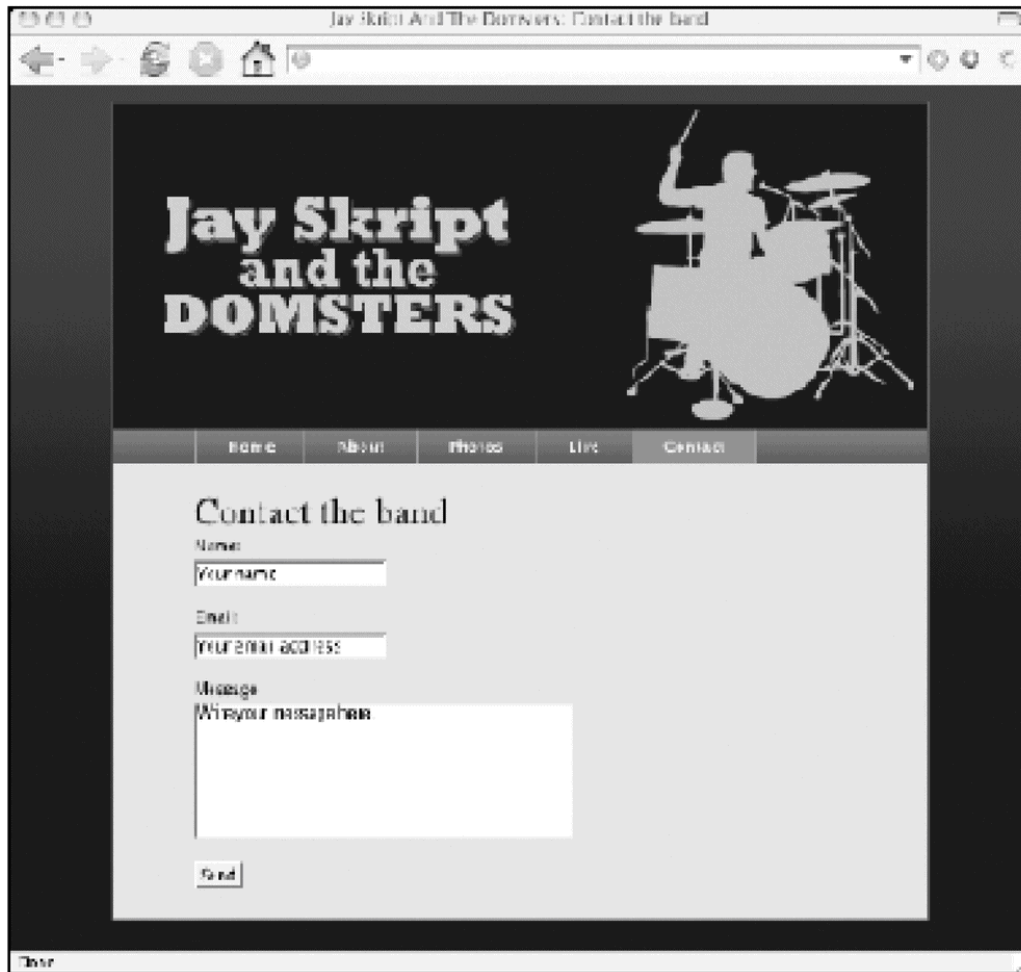 Jay Skript And The Domsters: Contact the band
Jay Skript
and the
DOMSTERS
Home About Photos Live Contact
Contact the band
Name:
Your name
Email:
Your email address
Message
Write your message here
Send
Done